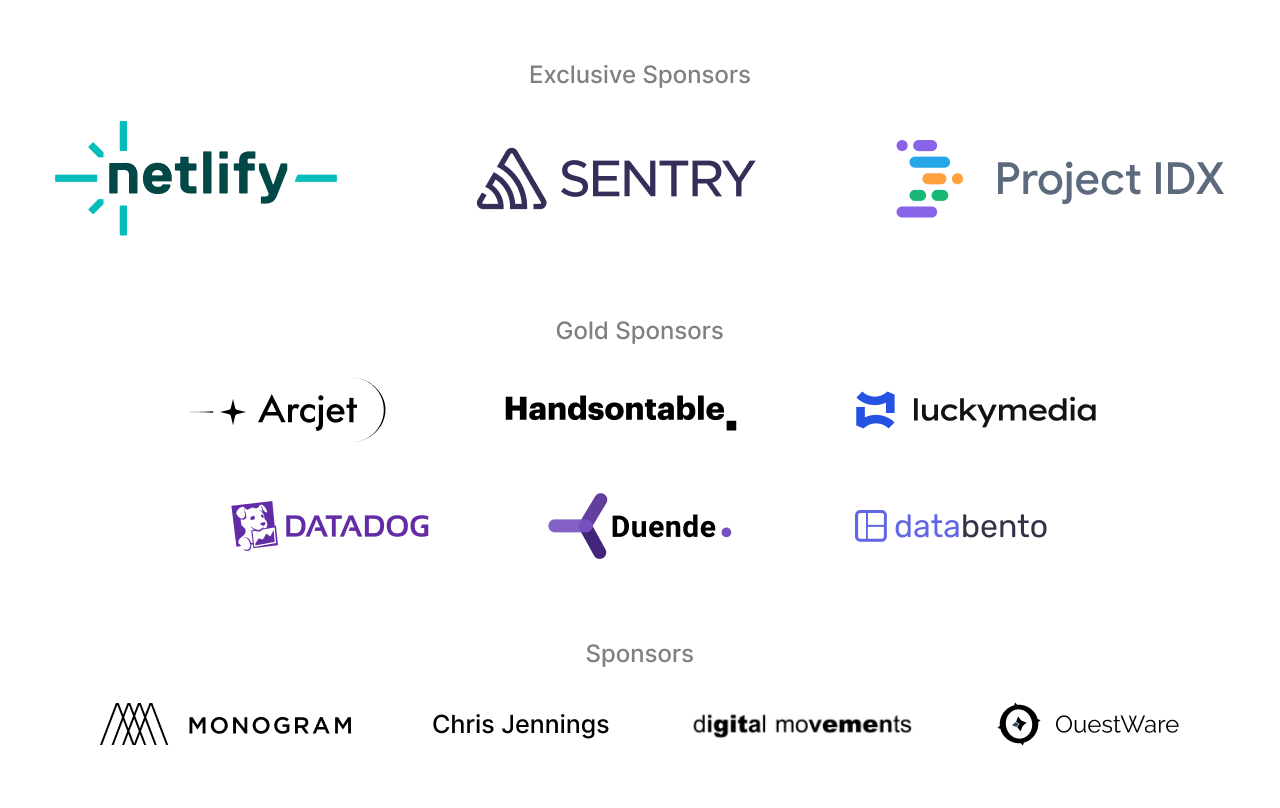 Exclusive Sponsors
netlify
SENTRY
Project IDX
Gold Sponsors
Arcjet
Handsontable.
luckymedia
DATADOG
Duende.
databento
Sponsors
MONOGRAM
Chris Jennings
digital movements
OuestWare